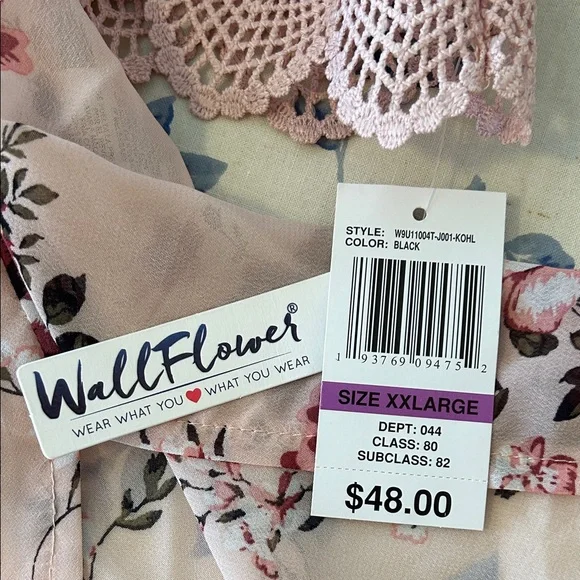 STYLE: W9U11004T-J001-KOHL
COLOR: BLACK
1 93769 09475 2
SIZE XXLARGE
DEPT: 044
CLASS: 80
SUBCLASS: 82
$48.00
WallFlower®
WEAR WHAT YOU ❤ WHAT YOU WEAR